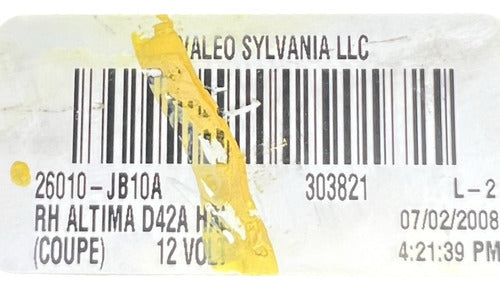 VALEO SYLVANIA LLC
26010-JB10A 303821 L-2
RH ALTIMA D42A 07/02/2008
(COUPE) 12 VOLT 4:21:39 PM